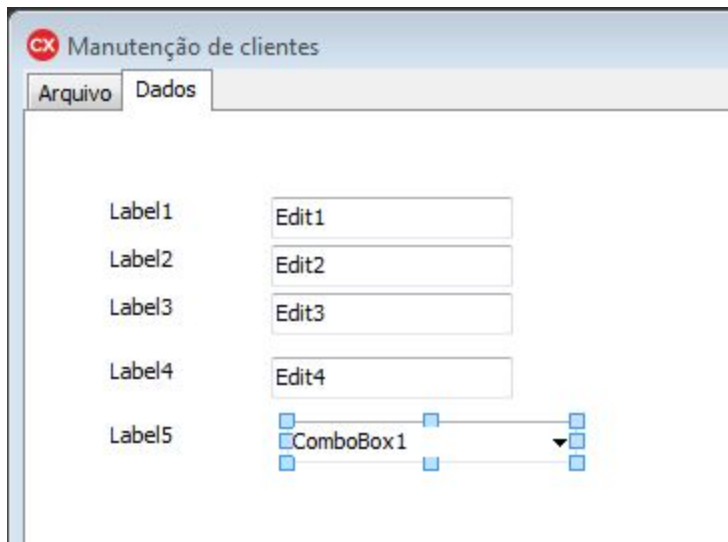 CX Manutenção de clientes
Arquivo Dados
Label1 Edit1
Label2 Edit2
Label3 Edit3
Label4 Edit4
Label5 ComboBox1